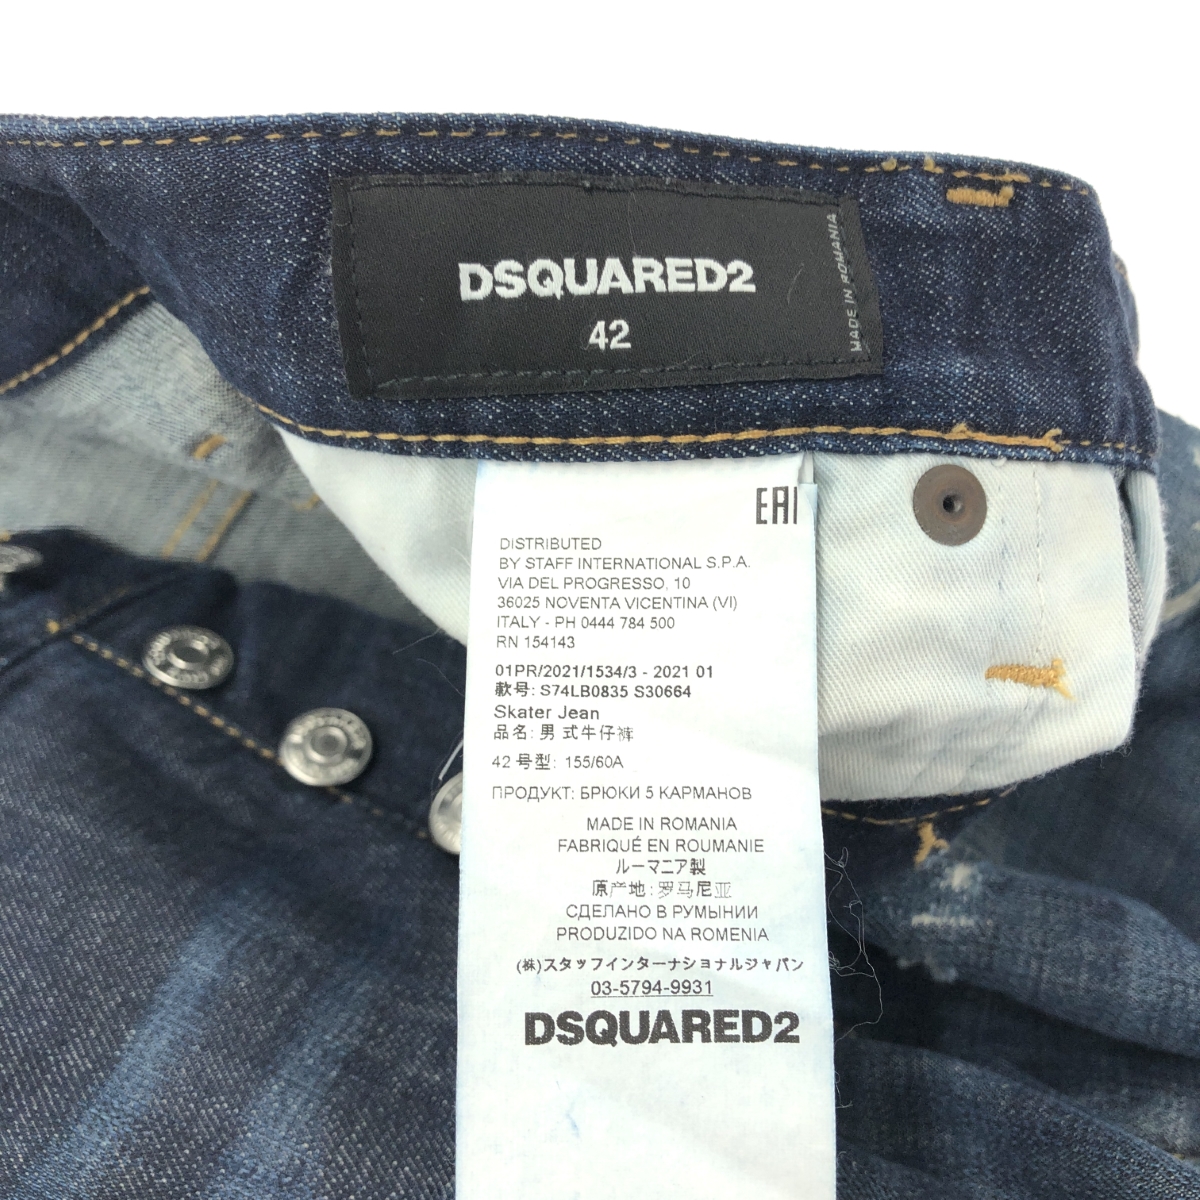 DSQUARED2
42
MADE IN ROMANIA
EAC
DISTRIBUTED
BY STAFF INTERNATIONAL S.P.A.
VIA DEL PROGRESSO, 10
36025 NOVENTA VICENTINA (VI)
ITALY - PH 0444 784 500
RN 154143
01PR/2021/1534/3 - 2021 01
款号: S74LB0835 S30664
Skater Jean
品名: 男 式牛仔裤
42 号型: 155/60A
ПРОДУКТ: БРЮКИ 5 КАРМАНОВ
MADE IN ROMANIA
FABRIQUÉ EN ROUMANIE
ルーマニア製
原产地: 罗马尼亚
СДЕЛАНО В РУМЫНИИ
PRODUZIDO NA ROMENIA
(株)スタッフインターナショナルジャパン
03-5794-9931
DSQUARED2